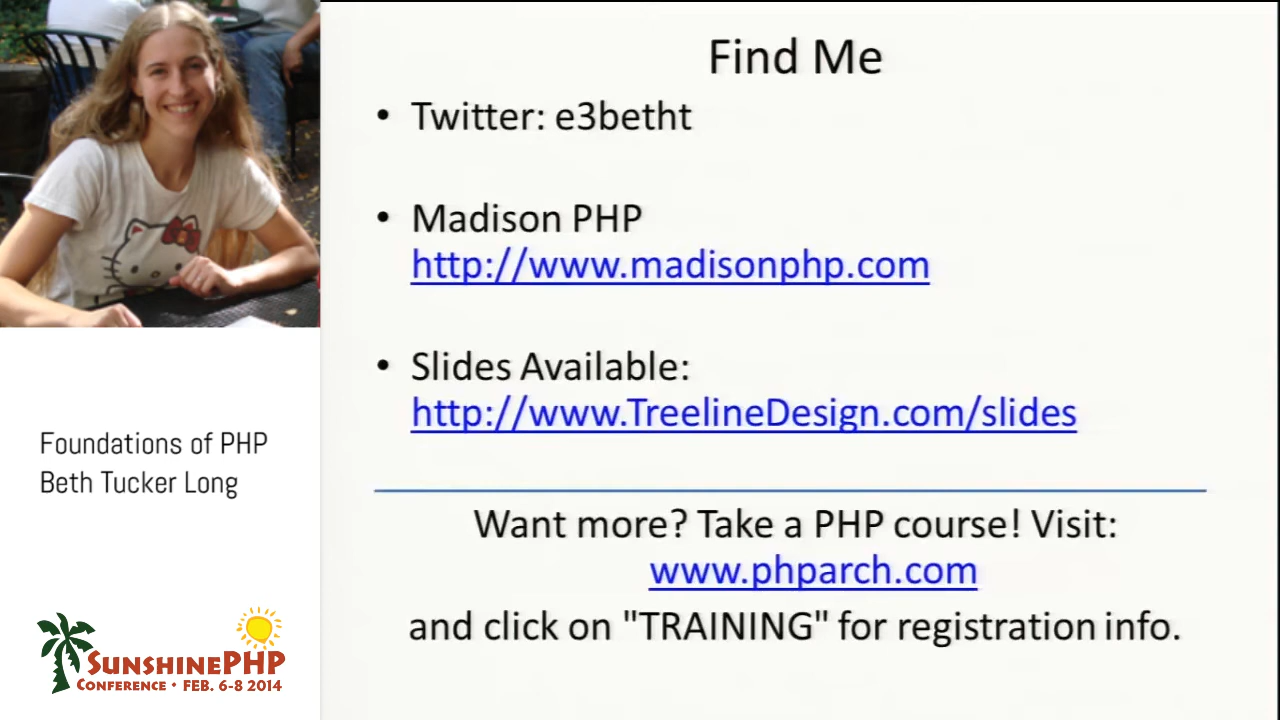 Find Me
• Twitter: e3betht
• Madison PHP
http://www.madisonphp.com
• Slides Available:
http://www.TreelineDesign.com/slides
Want more? Take a PHP course! Visit:
www.phparch.com
and click on "TRAINING" for registration info.
Foundations of PHP
Beth Tucker Long
SUNSHINEPHP
CONFERENCE • FEB. 6-8 2014